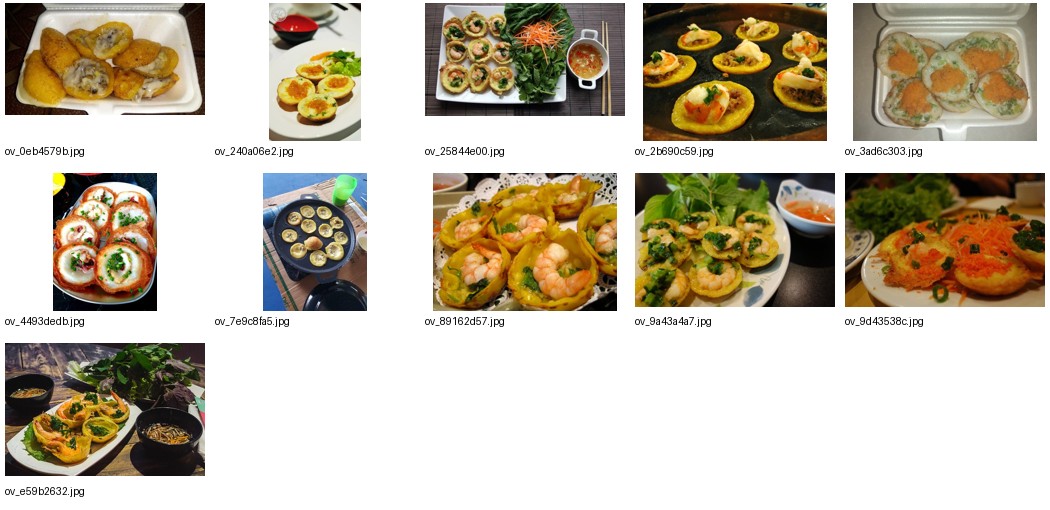 ov_0eb4579b.jpg
ov_240a06e2.jpg
ov_25844e00.jpg
ov_2b690c59.jpg
ov_3ad6c303.jpg
ov_4493dedb.jpg
ov_7e9c8fa5.jpg
ov_89162d57.jpg
ov_9a43a4a7.jpg
ov_9d43538c.jpg
ov_e59b2632.jpg